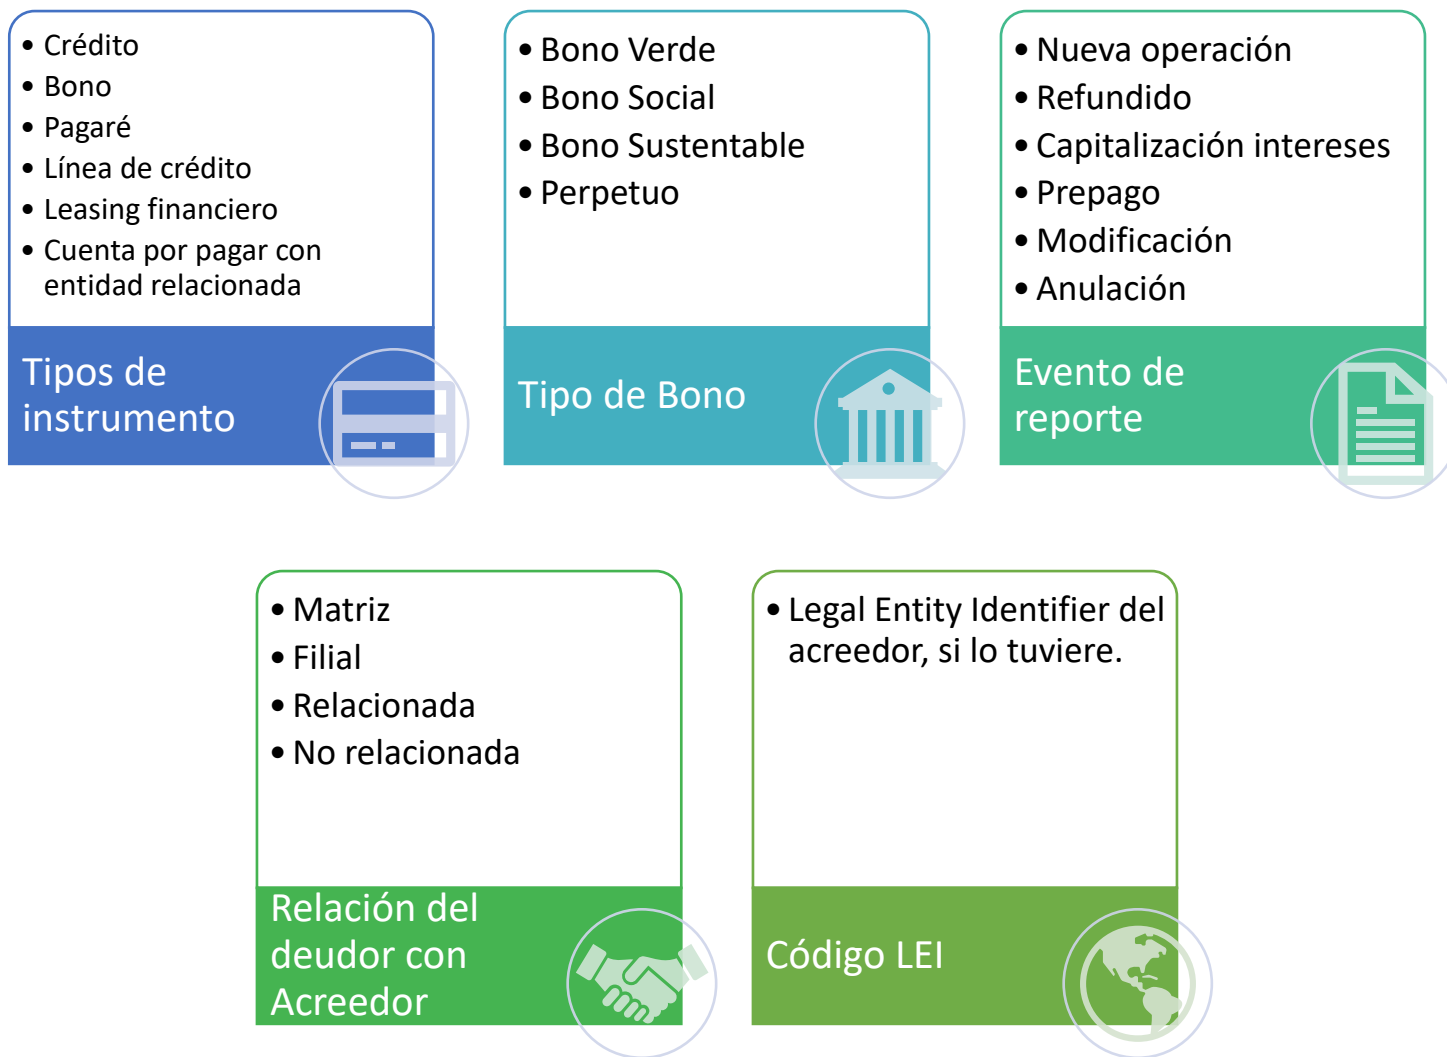 • Crédito
• Bono
• Pagaré
• Línea de crédito
• Leasing financiero
• Cuenta por pagar con
entidad relacionada
Tipos de
instrumento
• Bono Verde
• Bono Social
• Bono Sustentable
• Perpetuo
Tipo de Bono
• Nueva operación
• Refundido
• Capitalización intereses
• Prepago
• Modificación
• Anulación
Evento de
reporte
• Matriz
• Filial
• Relacionada
• No relacionada
Relación del
deudor con
Acreedor
• Legal Entity Identifier del
acreedor, si lo tuviere.
Código LEI